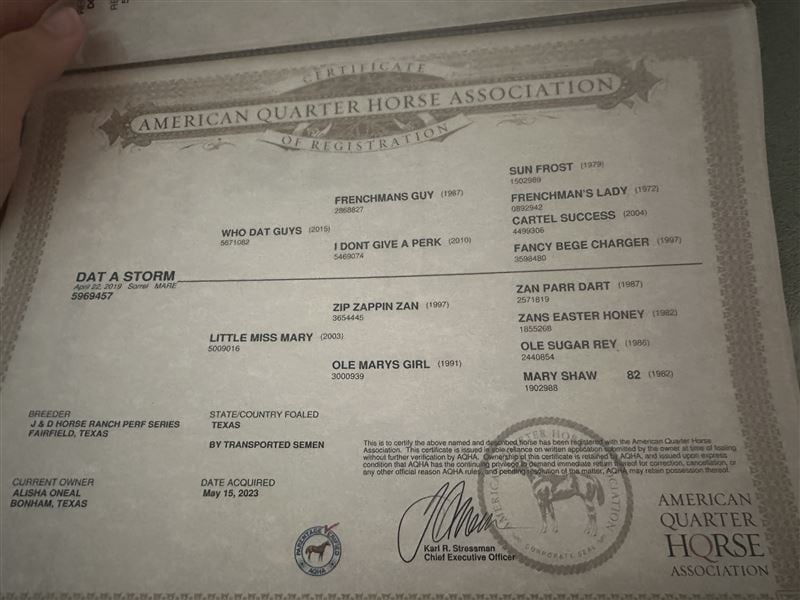 CERTIFICATE
AMERICAN QUARTER HORSE ASSOCIATION
OF REGISTRATION
SUN FROST (1979)
1502989
FRENCHMANS GUY (1987)
2868827
FRENCHMAN'S LADY (1972)
0892942
WHO DAT GUYS (2015)
5671082
CARTEL SUCCESS (2004)
4499306
I DONT GIVE A PERK (2010)
5469074
FANCY BEGE CHARGER (1997)
3598480
DAT A STORM
April 22, 2019 Sorrel MARE
5969457
ZAN PARR DART (1987)
2571819
ZIP ZAPPIN ZAN (1997)
3654445
ZANS EASTER HONEY (1982)
1855268
LITTLE MISS MARY (2003)
5009016
OLE SUGAR REY (1986)
2440854
OLE MARYS GIRL (1991)
3000939
MARY SHAW 82 (1982)
1902988
BREEDER
J & D HORSE RANCH PERF SERIES
FAIRFIELD, TEXAS
STATE/COUNTRY FOALED
TEXAS
BY TRANSPORTED SEMEN
CURRENT OWNER
ALISHA ONEAL
BONHAM, TEXAS
DATE ACQUIRED
May 15, 2023
This is to certify the above named and described horse has been registered with the American Quarter Horse
Association. This certificate is issued in sole reliance on written application submitted by the owner at time of foaling
without further verification by AQHA. Ownership of this certificate is retained by AQHA, and issued upon express
condition that AQHA has the continuing privilege to demand immediate return thereof for correction, cancellation, or
any other official reason AQHA rules, and pending resolution of the matter, AQHA may retain possession thereof.
Karl R. Stressman
Chief Executive Officer
PARENTAGE VERIFIED
AQHA
AMERICAN QUARTER HORSE ASSOCIATION
CORPORATE SEAL
AMERICAN
QUARTER
HORSE
ASSOCIATION